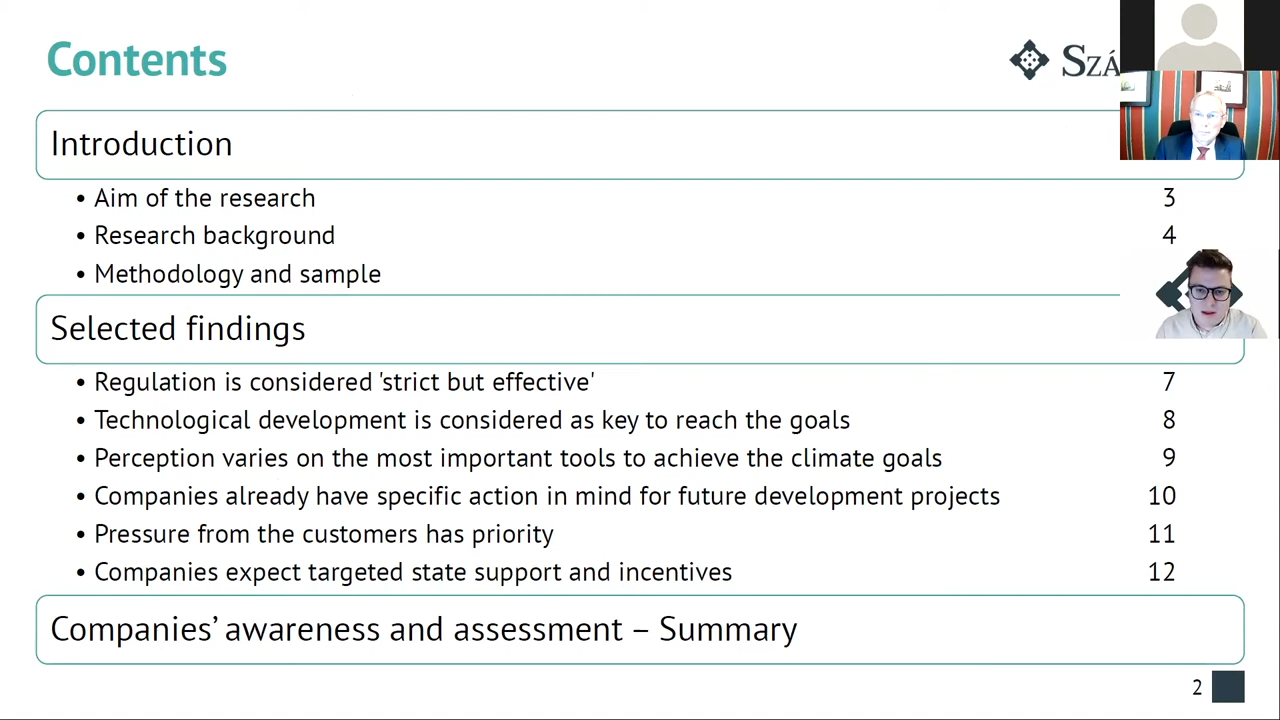 Contents
Introduction
• Aim of the research 3
• Research background 4
• Methodology and sample
Selected findings
• Regulation is considered 'strict but effective' 7
• Technological development is considered as key to reach the goals 8
• Perception varies on the most important tools to achieve the climate goals 9
• Companies already have specific action in mind for future development projects 10
• Pressure from the customers has priority 11
• Companies expect targeted state support and incentives 12
Companies’ awareness and assessment – Summary
2